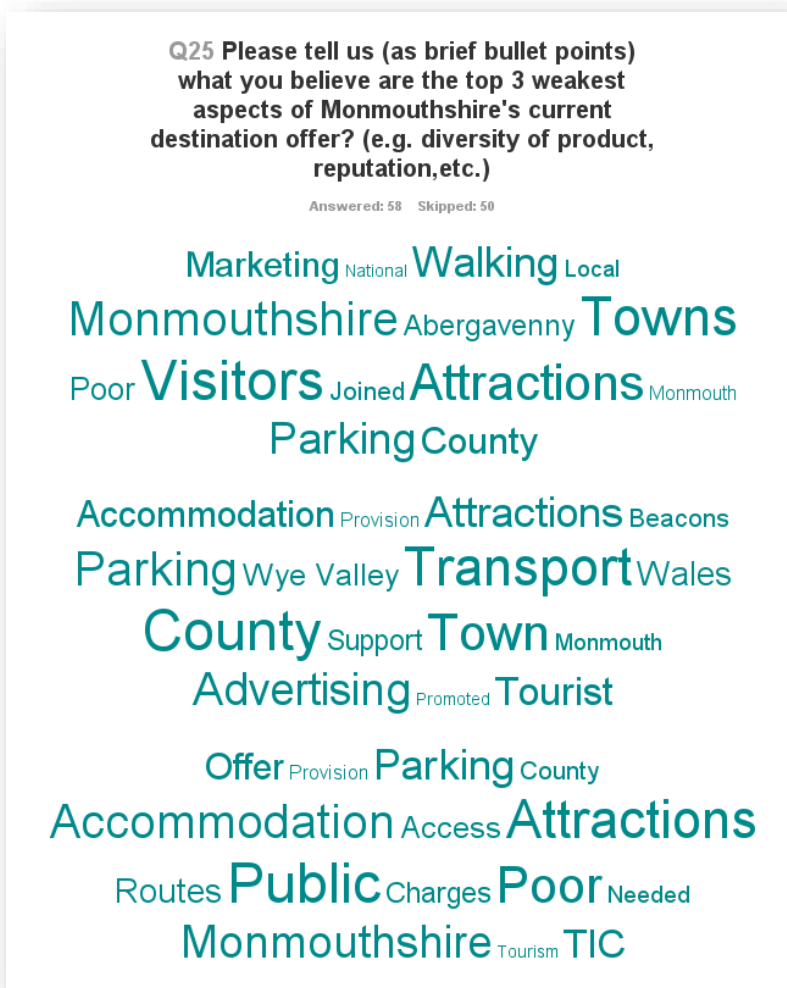 Q25 Please tell us (as brief bullet points)
what you believe are the top 3 weakest
aspects of Monmouthshire's current
destination offer? (e.g. diversity of product,
reputation,etc.)
Answered: 58 Skipped: 50
Marketing National Walking Local
Monmouthshire Abergavenny Towns
Poor Visitors Joined Attractions Monmouth
Parking County
Accommodation Provision Attractions Beacons
Parking Wye Valley Transport Wales
County Support Town Monmouth
Advertising Promoted Tourist
Offer Provision Parking County
Accommodation Access Attractions
Routes Public Charges Poor Needed
Monmouthshire Tourism TIC